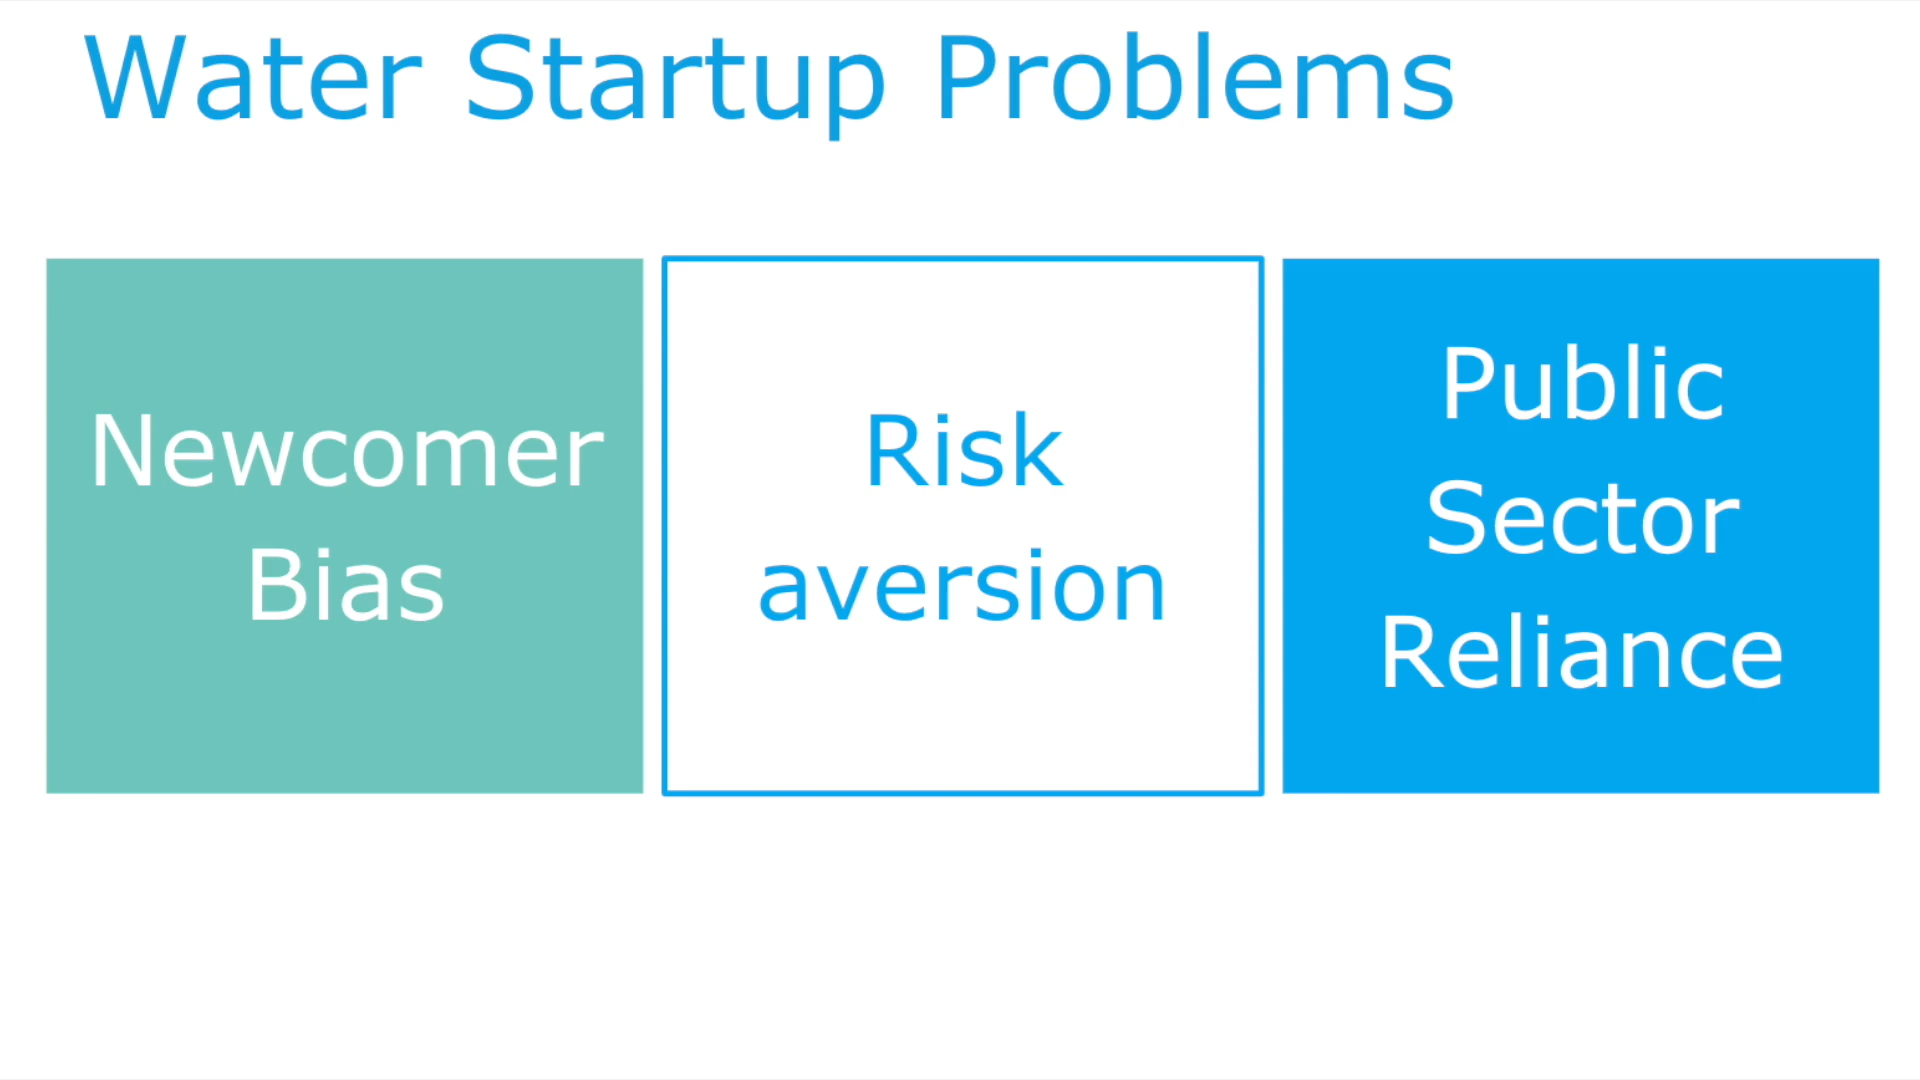 Water Startup Problems
Newcomer
Bias
Risk
aversion
Public
Sector
Reliance